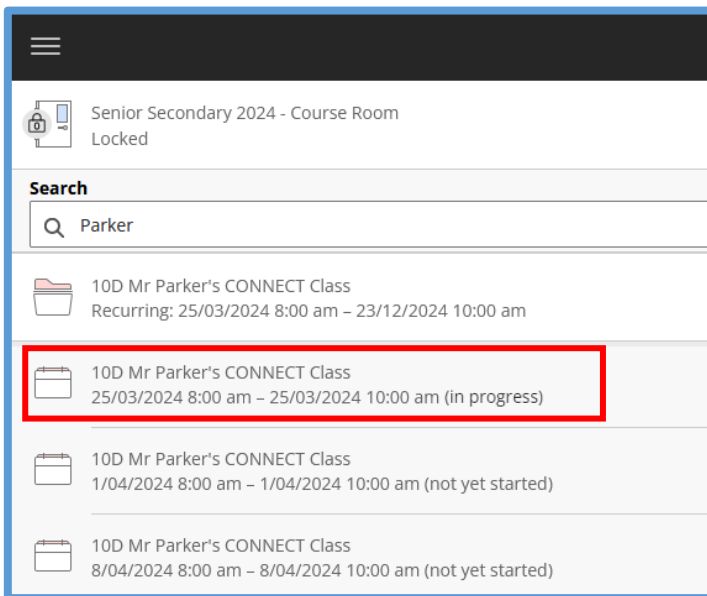 Senior Secondary 2024 - Course Room
Locked
Search
Parker
10D Mr Parker's CONNECT Class
Recurring: 25/03/2024 8:00 am – 23/12/2024 10:00 am
10D Mr Parker's CONNECT Class
25/03/2024 8:00 am – 25/03/2024 10:00 am (in progress)
10D Mr Parker's CONNECT Class
1/04/2024 8:00 am – 1/04/2024 10:00 am (not yet started)
10D Mr Parker's CONNECT Class
8/04/2024 8:00 am – 8/04/2024 10:00 am (not yet started)